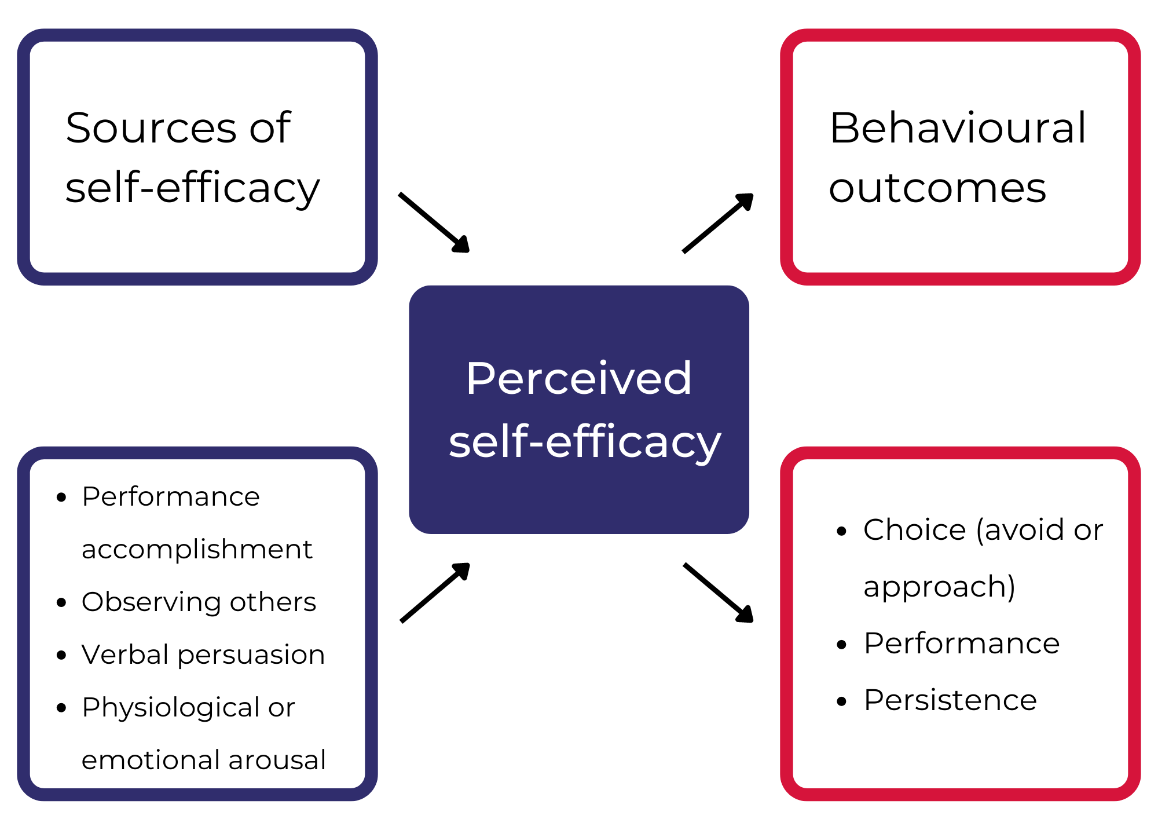 Sources of
self-efficacy
Behavioural
outcomes
Perceived
self-efficacy
• Performance
accomplishment
• Observing others
• Verbal persuasion
• Physiological or
emotional arousal
• Choice (avoid or
approach)
• Performance
• Persistence